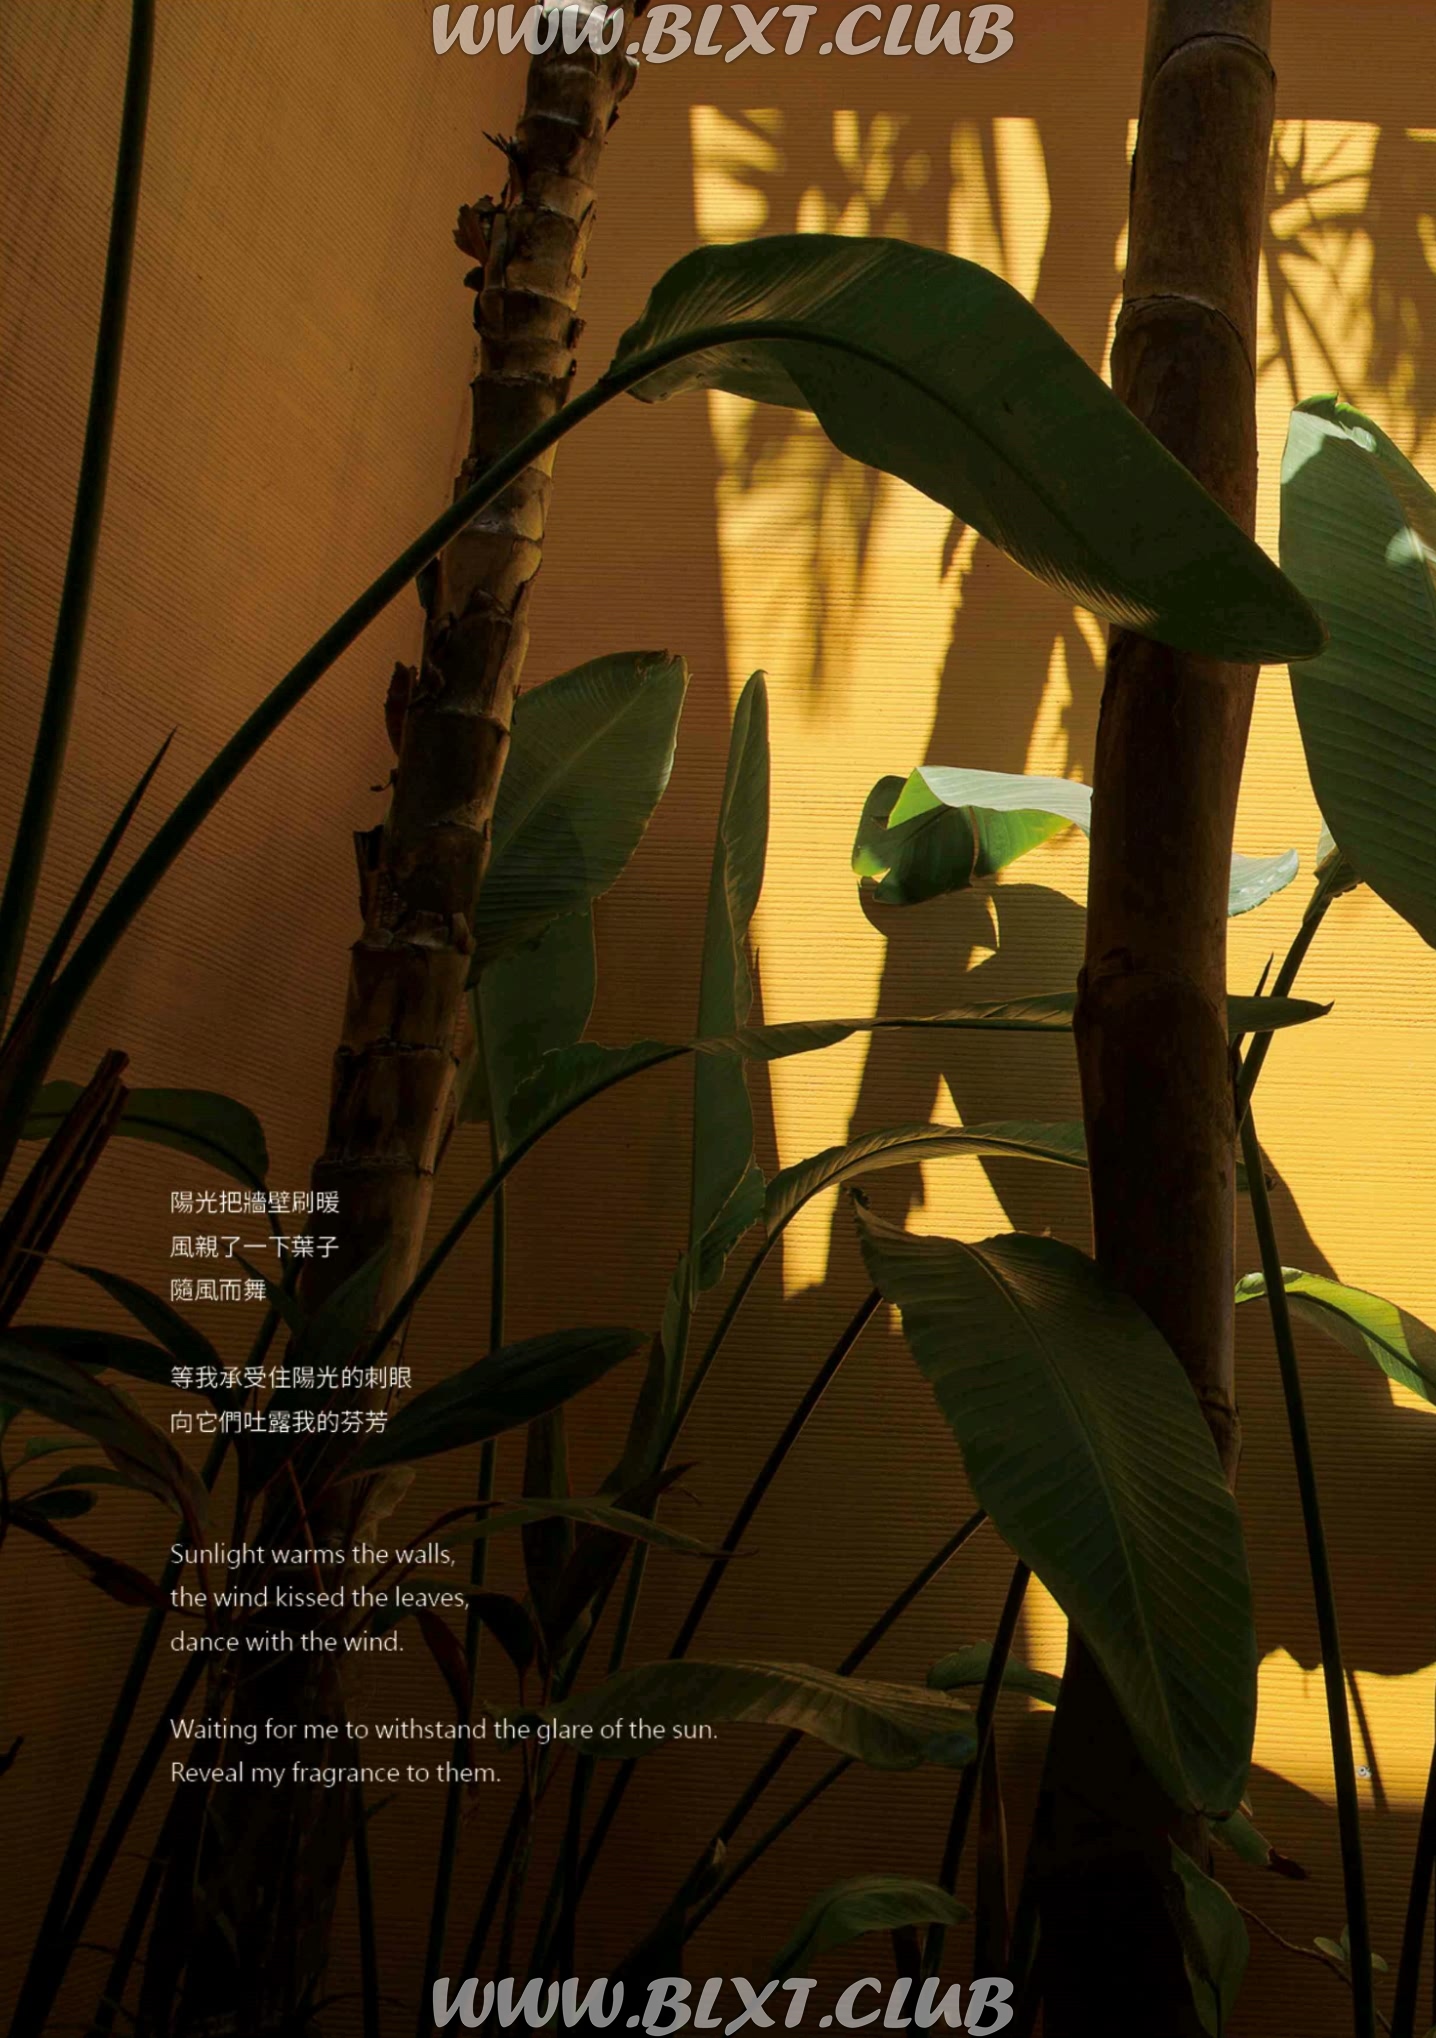 WWW.BLXT.CLUB
陽光把牆壁刷暖
風親了一下葉子
隨風而舞
等我承受住陽光的刺眼
向它們吐露我的芬芳
Sunlight warms the walls,
the wind kissed the leaves,
dance with the wind.
Waiting for me to withstand the glare of the sun.
Reveal my fragrance to them.
WWW.BLXT.CLUB